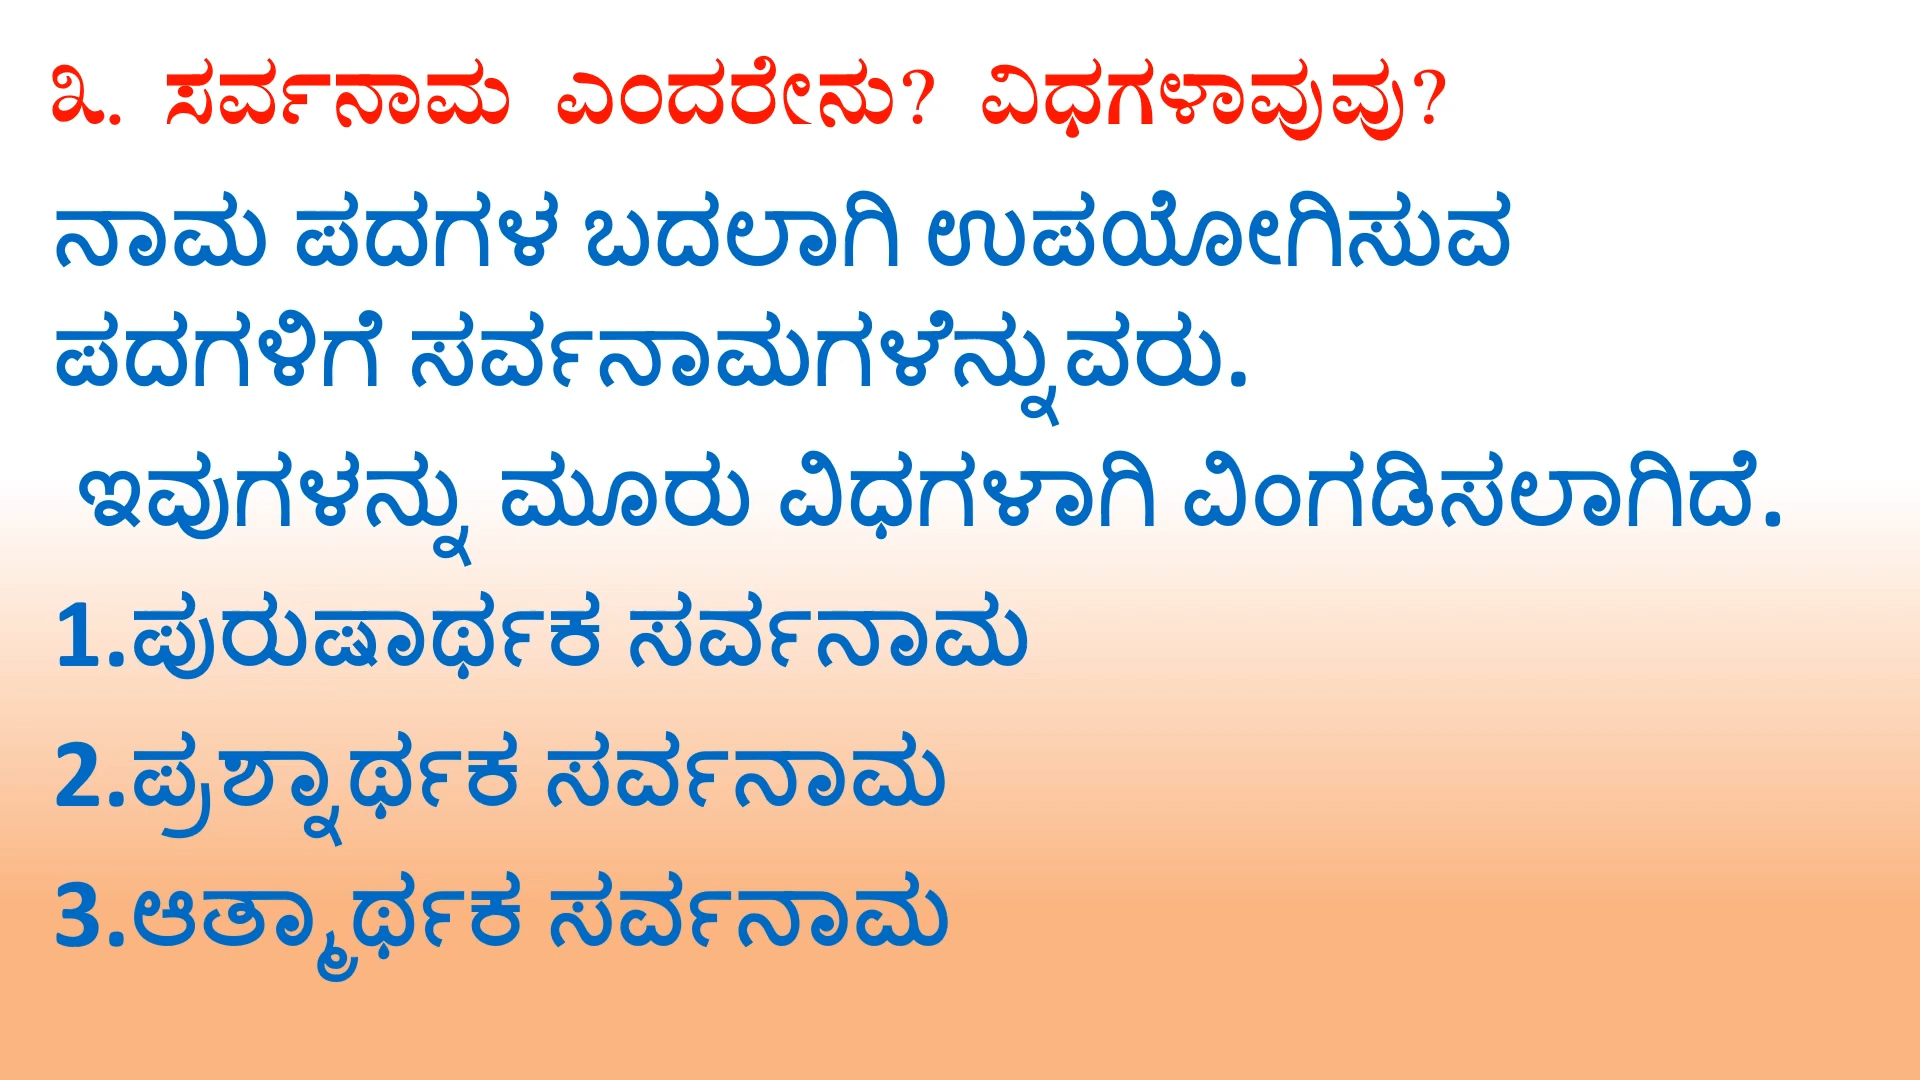 ೩. ಸರ್ವನಾಮ ಎಂದರೇನು? ವಿಧಗಳಾವುವು?
ನಾಮ ಪದಗಳ ಬದಲಾಗಿ ಉಪಯೋಗಿಸುವ
ಪದಗಳಿಗೆ ಸರ್ವನಾಮಗಳೆನ್ನುವರು.
ಇವುಗಳನ್ನು ಮೂರು ವಿಧಗಳಾಗಿ ವಿಂಗಡಿಸಲಾಗಿದೆ.
1.ಪುರುಷಾರ್ಥಕ ಸರ್ವನಾಮ
2.ಪ್ರಶ್ನಾರ್ಥಕ ಸರ್ವನಾಮ
3.ಆತ್ಮಾರ್ಥಕ ಸರ್ವನಾಮ